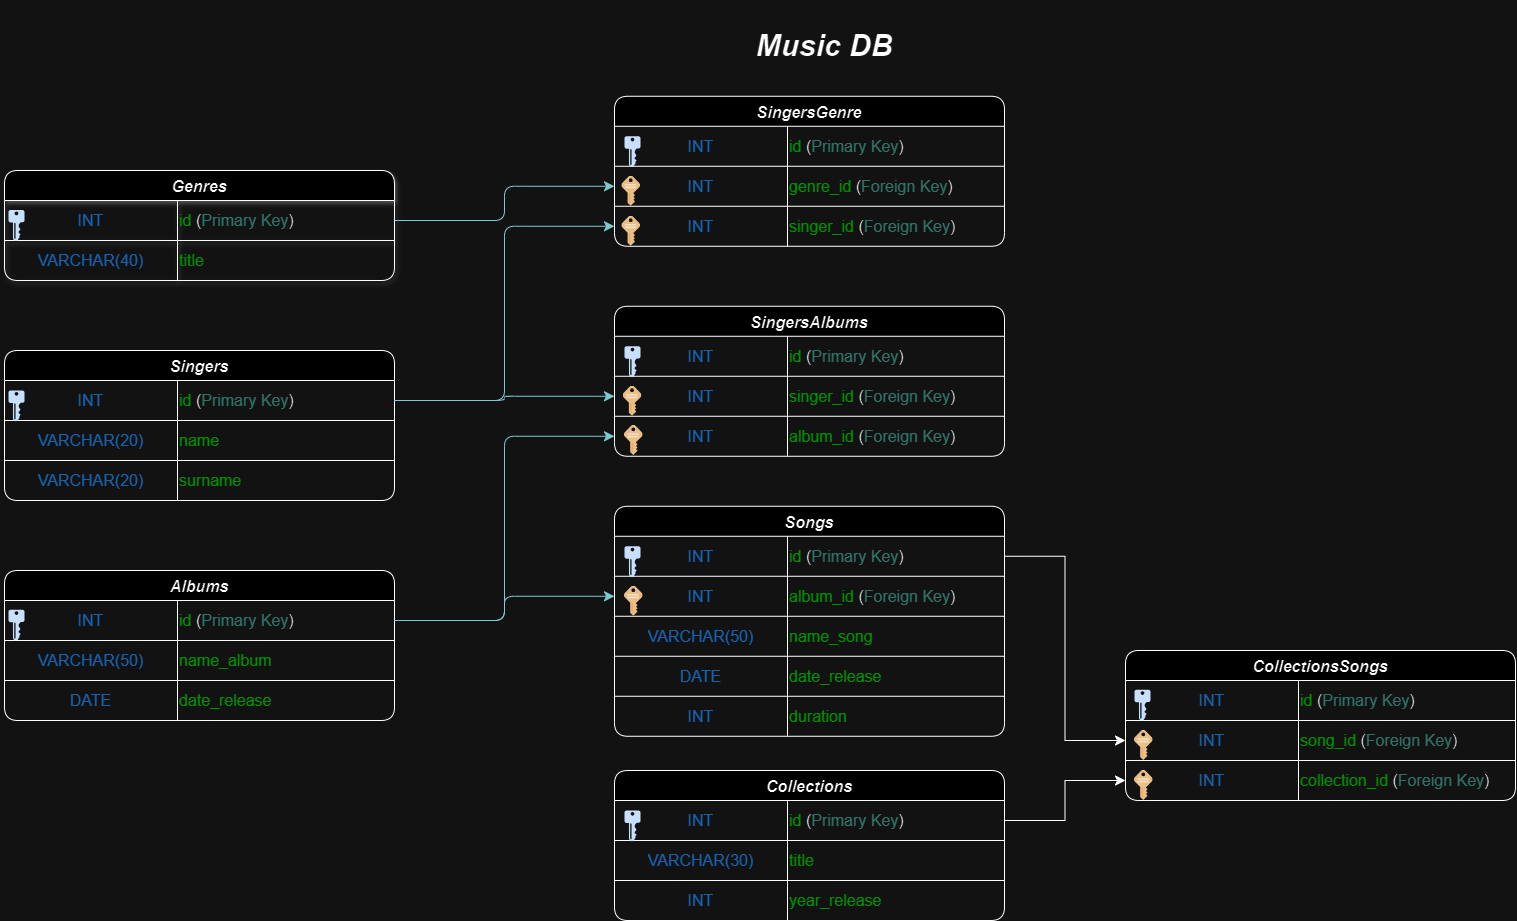 Music DB
Genres
INT id (Primary Key)
VARCHAR(40) title
Singers
INT id (Primary Key)
VARCHAR(20) name
VARCHAR(20) surname
Albums
INT id (Primary Key)
VARCHAR(50) name_album
DATE date_release
SingersGenre
INT id (Primary Key)
INT genre_id (Foreign Key)
INT singer_id (Foreign Key)
SingersAlbums
INT id (Primary Key)
INT singer_id (Foreign Key)
INT album_id (Foreign Key)
Songs
INT id (Primary Key)
INT album_id (Foreign Key)
VARCHAR(50) name_song
DATE date_release
INT duration
Collections
INT id (Primary Key)
VARCHAR(30) title
INT year_release
CollectionsSongs
INT id (Primary Key)
INT song_id (Foreign Key)
INT collection_id (Foreign Key)